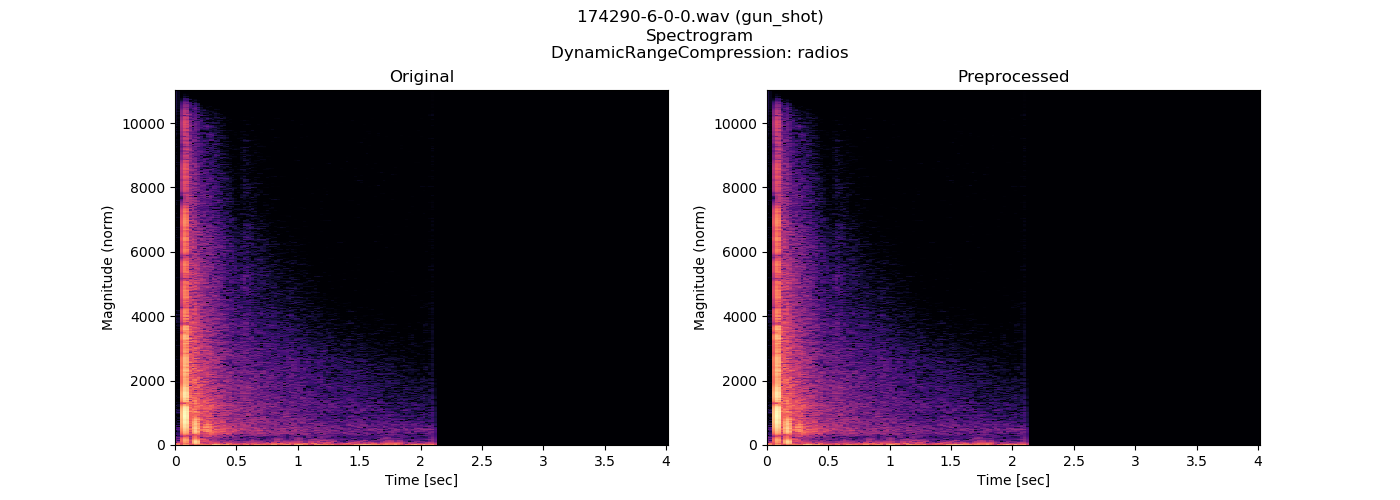 174290-6-0-0.wav (gun_shot)
Spectrogram
DynamicRangeCompression: radios
Original
Magnitude (norm)
10000
8000
6000
4000
2000
0
0 0.5 1 1.5 2 2.5 3 3.5 4
Time [sec]
Preprocessed
Magnitude (norm)
10000
8000
6000
4000
2000
0
0 0.5 1 1.5 2 2.5 3 3.5 4
Time [sec]